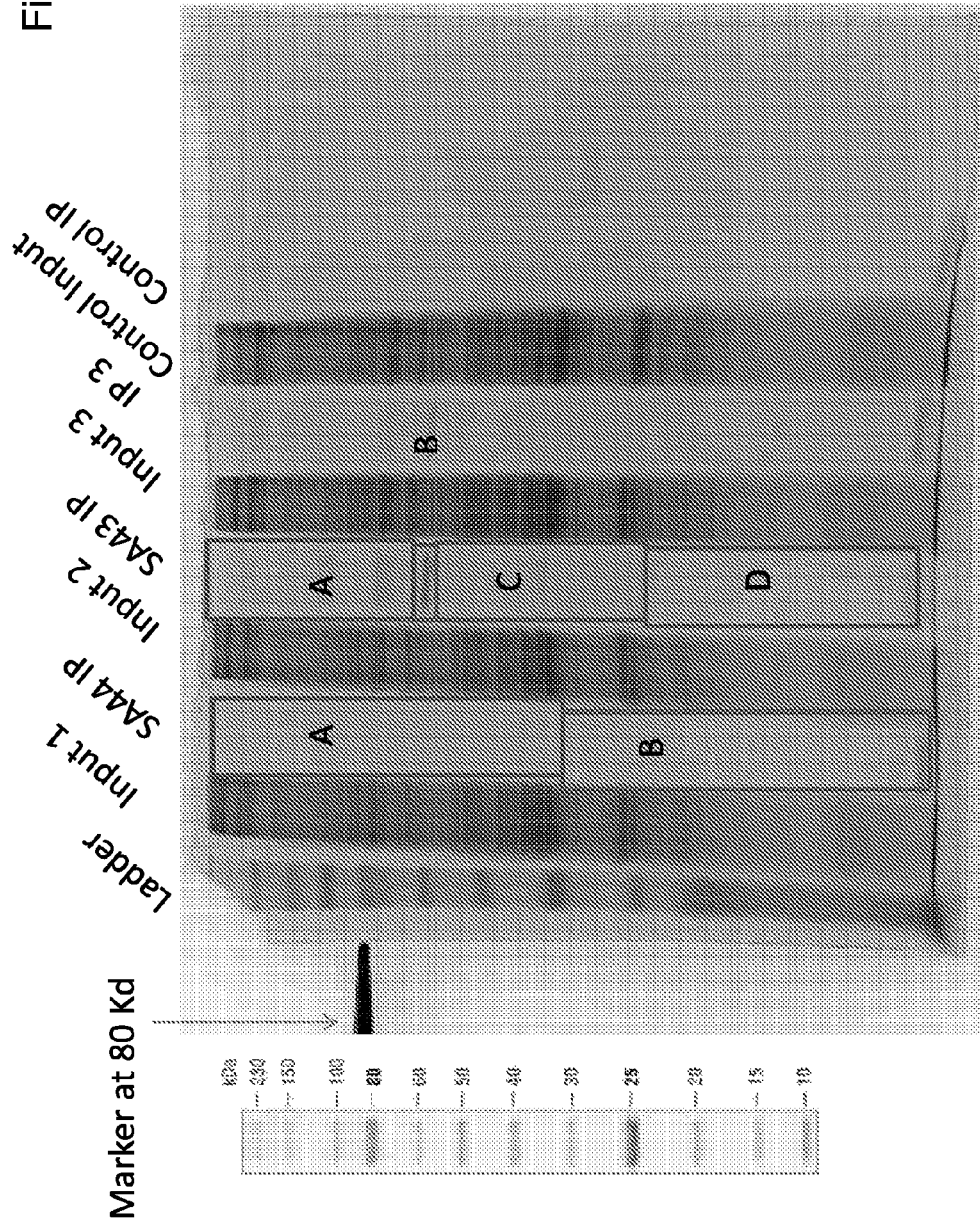 Fi
Marker at 80 Kd
Ladder
Input 1
SA44 IP
Input 2
SA43 IP
Input 3
IP 3
Control Input
Control IP
kDa
230
150
100
80
60
50
40
30
25
20
15
10
A
B
A
C
D
B